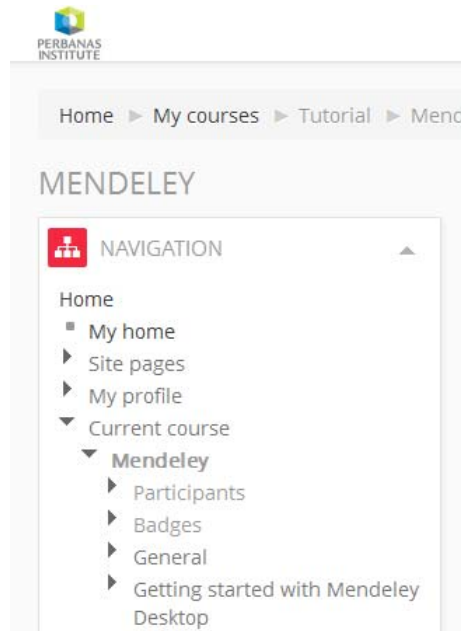 PERBANAS
INSTITUTE
Home ► My courses ► Tutorial ► Mend
MENDELEY
NAVIGATION
Home
My home
Site pages
My profile
Current course
Mendeley
Participants
Badges
General
Getting started with Mendeley
Desktop